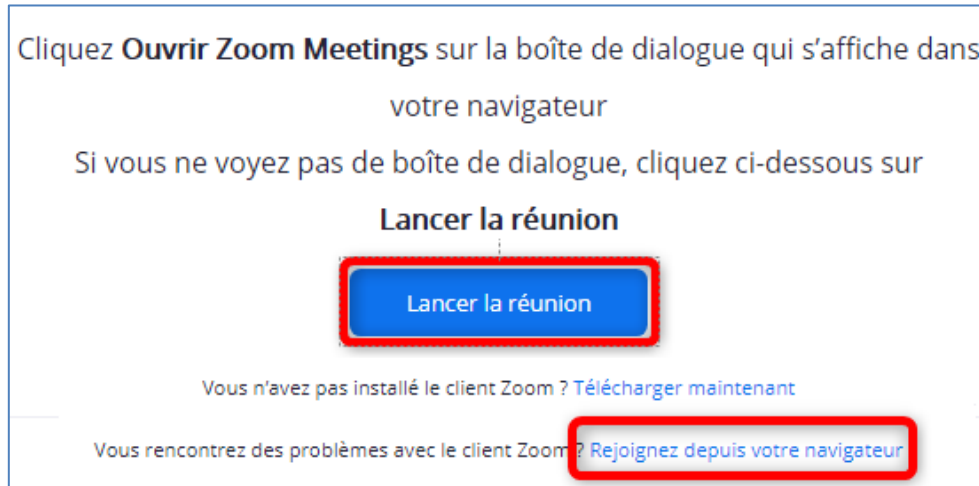 Cliquez Ouvrir Zoom Meetings sur la boîte de dialogue qui s'affiche dans
votre navigateur
Si vous ne voyez pas de boîte de dialogue, cliquez ci-dessous sur
Lancer la réunion
Lancer la réunion
Vous n'avez pas installé le client Zoom ? Télécharger maintenant
Vous rencontrez des problèmes avec le client Zoom ? Rejoignez depuis votre navigateur